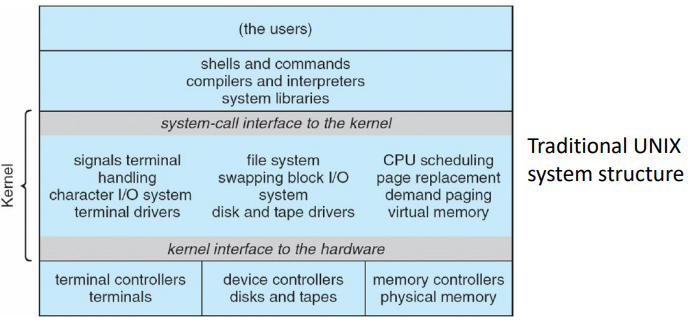 (the users)
shells and commands
compilers and interpreters
system libraries
system-call interface to the kernel
Kernel
signals terminal
handling
character I/O system
terminal drivers
file system
swapping block I/O
system
disk and tape drivers
CPU scheduling
page replacement
demand paging
virtual memory
kernel interface to the hardware
terminal controllers
terminals
device controllers
disks and tapes
memory controllers
physical memory
Traditional UNIX
system structure